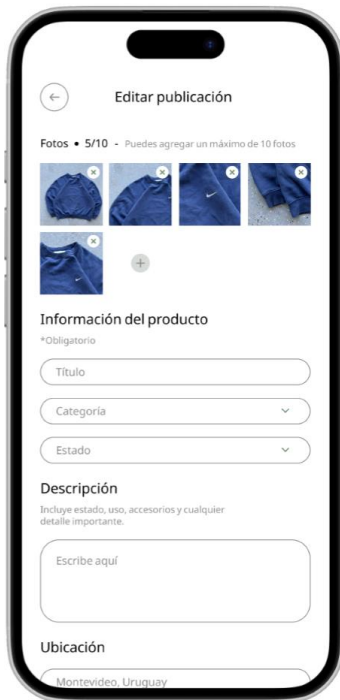 Editar publicación
Fotos • 5/10 - Puedes agregar un máximo de 10 fotos
Información del producto
*Obligatorio
Título
Categoría
Estado
Descripción
Incluye estado, uso, accesorios y cualquier
detalle importante.
Escribe aquí
Ubicación
Montevideo, Uruguay